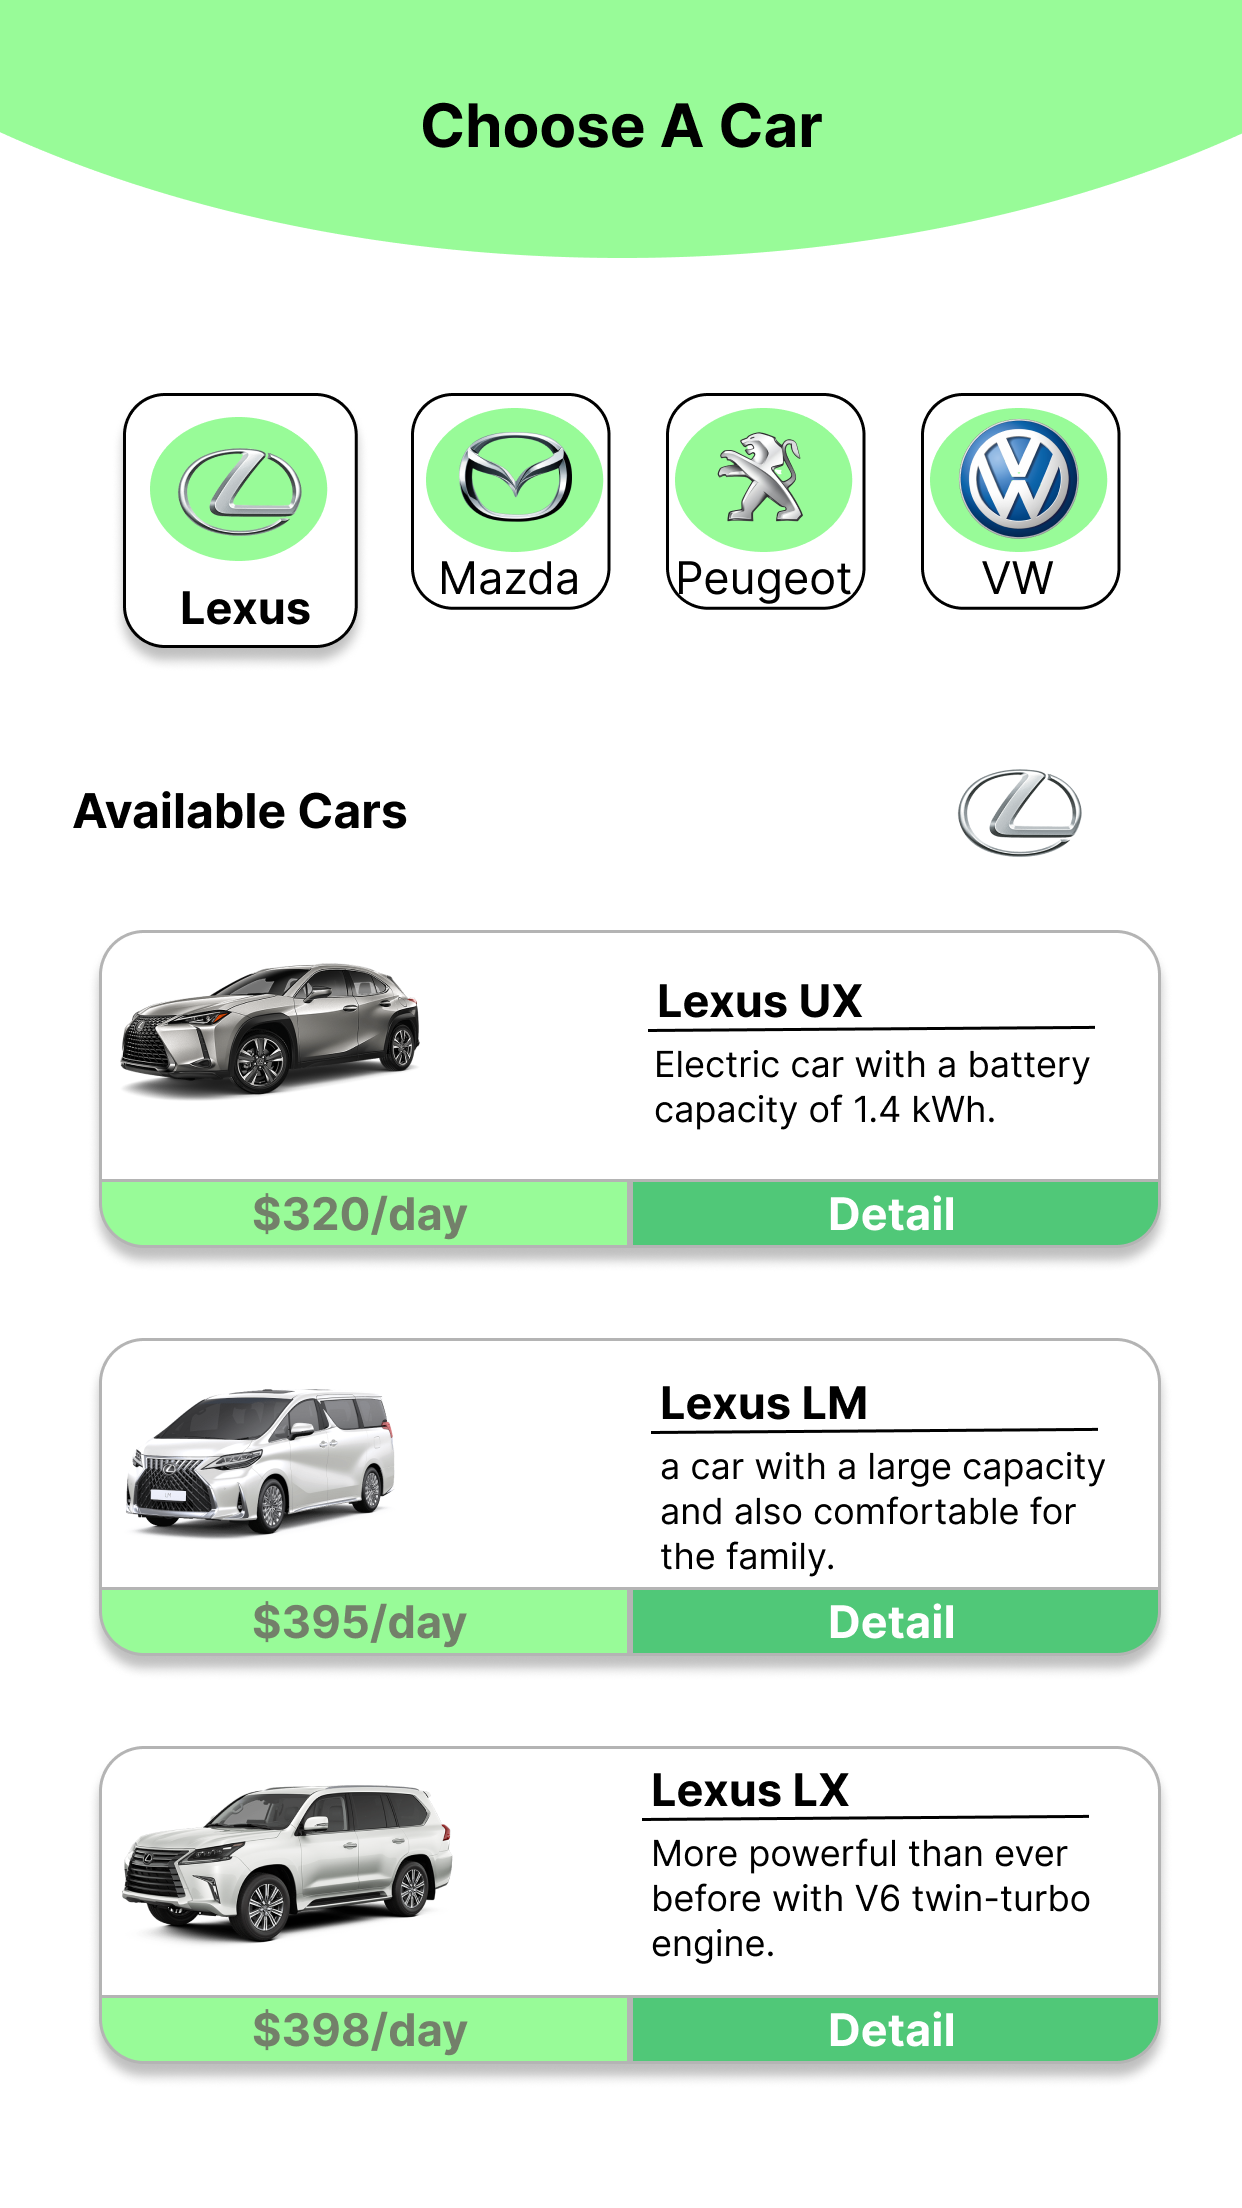 Choose A Car
Lexus
Mazda
Peugeot
VW
Available Cars
Lexus UX
Electric car with a battery
capacity of 1.4 kWh.
$320/day
Detail
Lexus LM
a car with a large capacity
and also comfortable for
the family.
$395/day
Detail
Lexus LX
More powerful than ever
before with V6 twin-turbo
engine.
$398/day
Detail